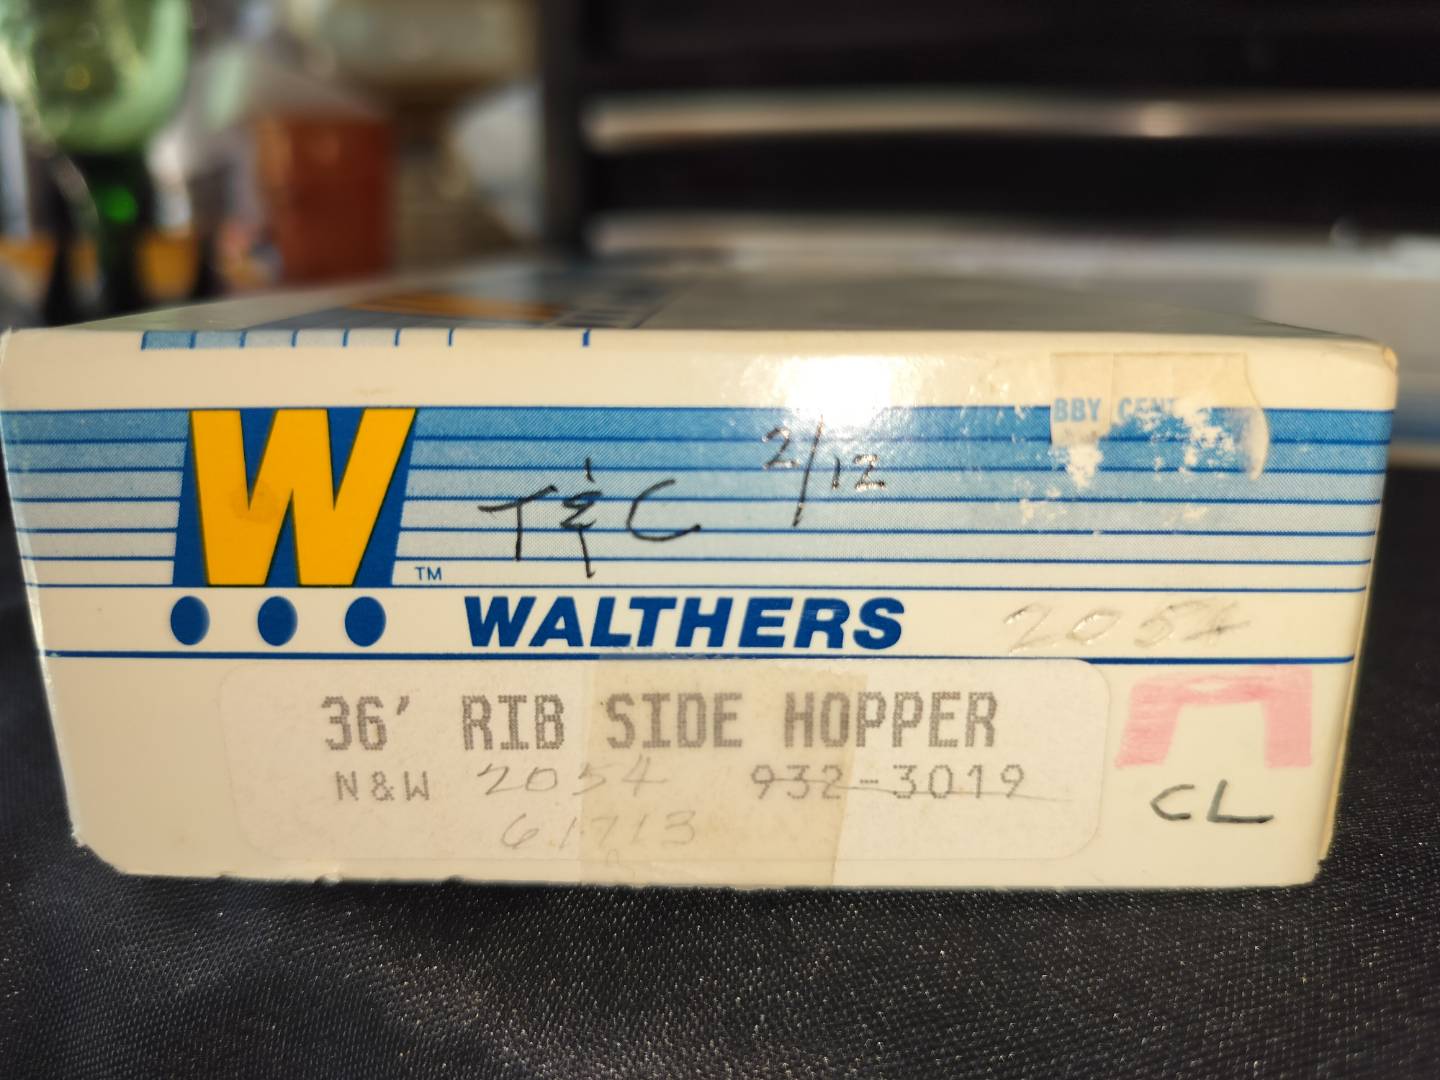 BBY CENT
2/12
T & C
W
TM
WALTHERS 2054
36' RIB SIDE HOPPER
N&W 2054 932-3019
61713
CL